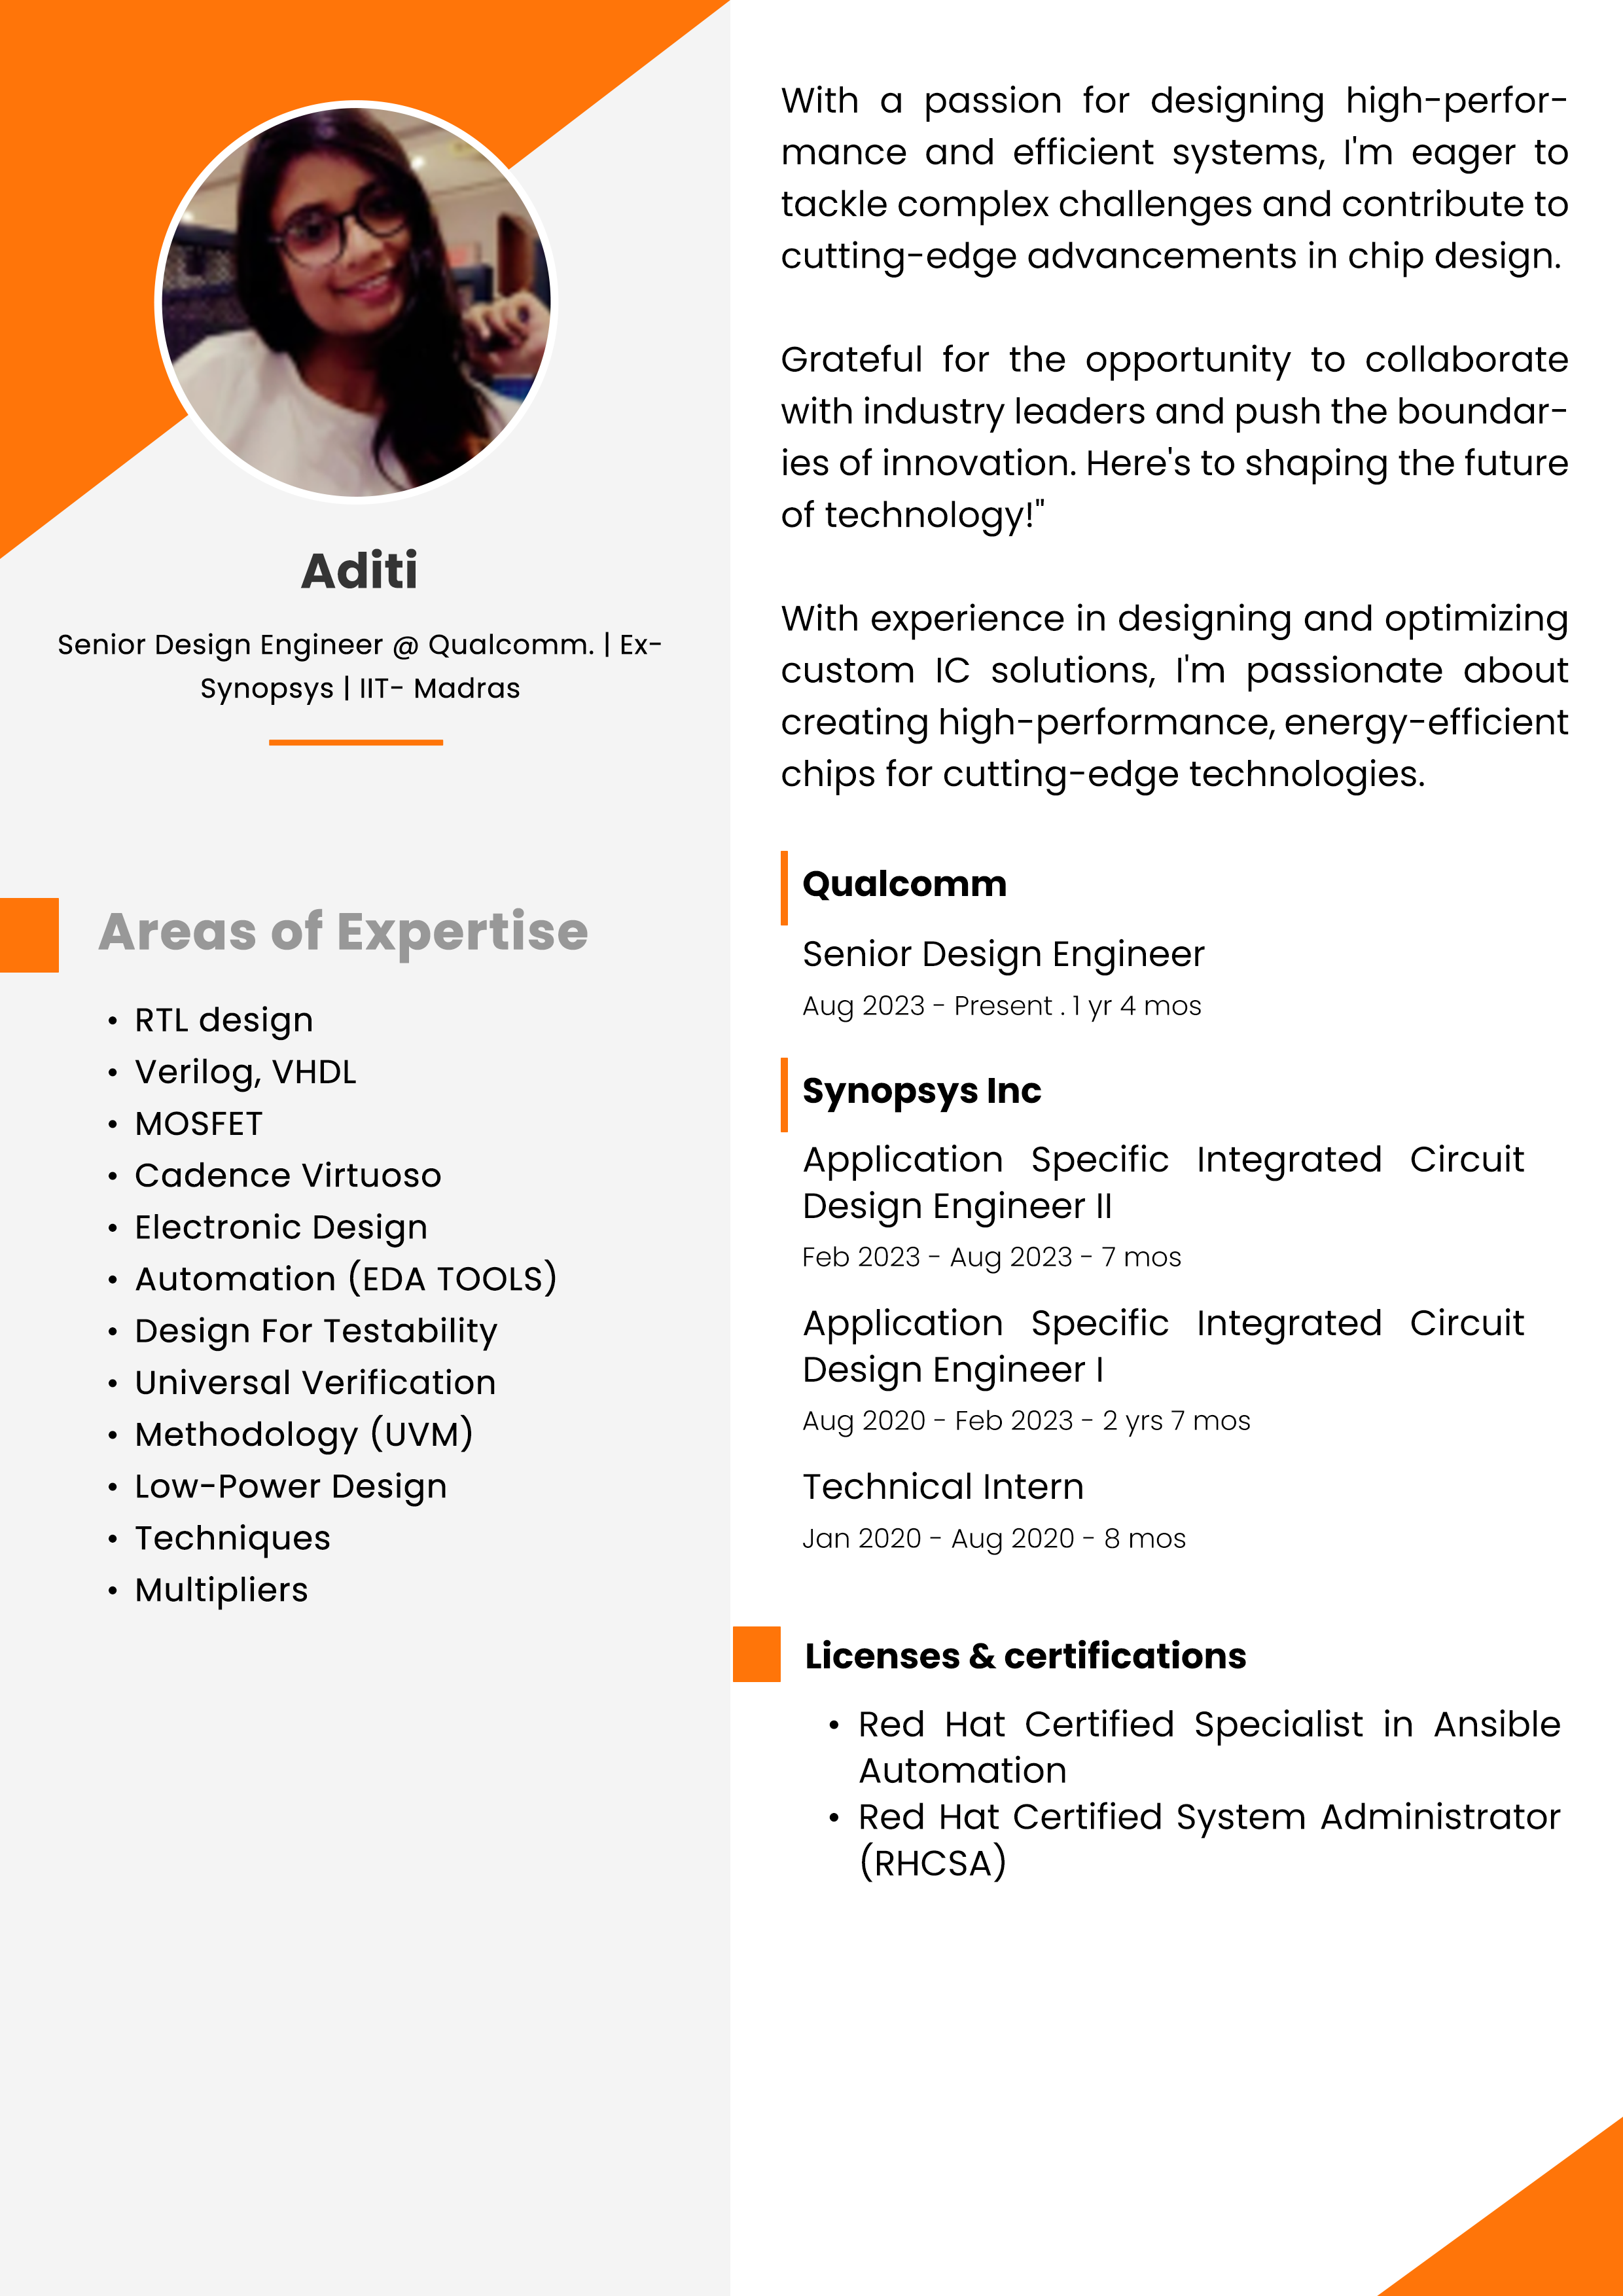 Aditi
Senior Design Engineer @ Qualcomm. | Ex-
Synopsys | IIT- Madras
Areas of Expertise
• RTL design
• Verilog, VHDL
• MOSFET
• Cadence Virtuoso
• Electronic Design
• Automation (EDA TOOLS)
• Design For Testability
• Universal Verification
• Methodology (UVM)
• Low-Power Design
• Techniques
• Multipliers
With a passion for designing high-perfor-
mance and efficient systems, I'm eager to
tackle complex challenges and contribute to
cutting-edge advancements in chip design.
Grateful for the opportunity to collaborate
with industry leaders and push the boundar-
ies of innovation. Here's to shaping the future
of technology!"
With experience in designing and optimizing
custom IC solutions, I'm passionate about
creating high-performance, energy-efficient
chips for cutting-edge technologies.
Qualcomm
Senior Design Engineer
Aug 2023 - Present . 1 yr 4 mos
Synopsys Inc
Application Specific Integrated Circuit
Design Engineer II
Feb 2023 - Aug 2023 - 7 mos
Application Specific Integrated Circuit
Design Engineer I
Aug 2020 - Feb 2023 - 2 yrs 7 mos
Technical Intern
Jan 2020 - Aug 2020 - 8 mos
Licenses & certifications
• Red Hat Certified Specialist in Ansible
Automation
• Red Hat Certified System Administrator
(RHCSA)